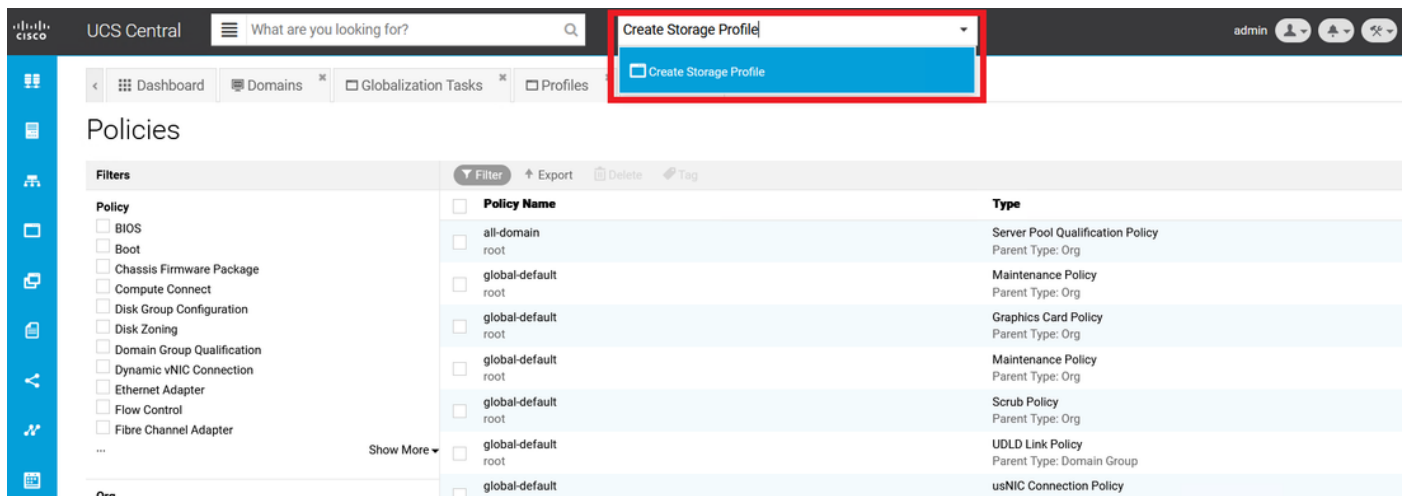 cisco
UCS Central
What are you looking for?
Create Storage Profile
admin
Create Storage Profile
Dashboard
Domains
Globalization Tasks
Profiles
Policies
Filters
Filter
Export
Delete
Tag
Policy
Policy Name
Type
BIOS
Boot
Chassis Firmware Package
Compute Connect
Disk Group Configuration
Disk Zoning
Domain Group Qualification
Dynamic vNIC Connection
Ethernet Adapter
Flow Control
Fibre Channel Adapter
...
Show More
Org
all-domain
Server Pool Qualification Policy
root
Parent Type: Org
global-default
Maintenance Policy
root
Parent Type: Org
global-default
Graphics Card Policy
root
Parent Type: Org
global-default
Maintenance Policy
root
Parent Type: Org
global-default
Scrub Policy
root
Parent Type: Org
global-default
UDLD Link Policy
root
Parent Type: Domain Group
global-default
usNIC Connection Policy